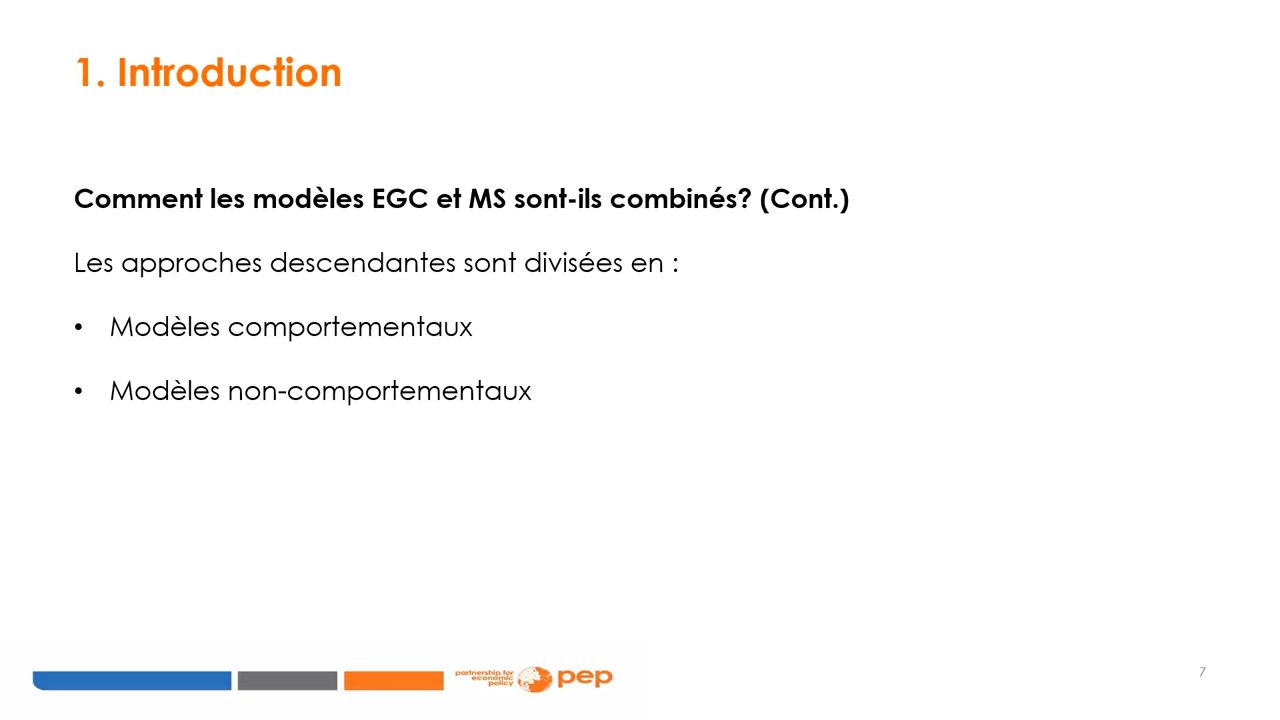 1. Introduction
Comment les modèles EGC et MS sont-ils combinés? (Cont.)
Les approches descendantes sont divisées en :
• Modèles comportementaux
• Modèles non-comportementaux
partnership for
economic
policy
pep
7